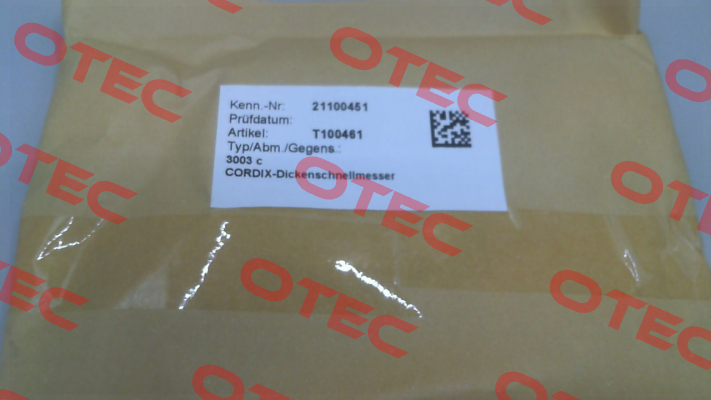 Kenn.-Nr: 21100451
Prüfdatum:
Artikel: T100461
Typ/Abm./Gegens.:
3003 c
CORDIX-Dickenschnellmesser
OTEC
OTEC
OTEC
OTEC
OTEC
OTEC
OTEC
OTEC
OTEC
OTEC
OTEC